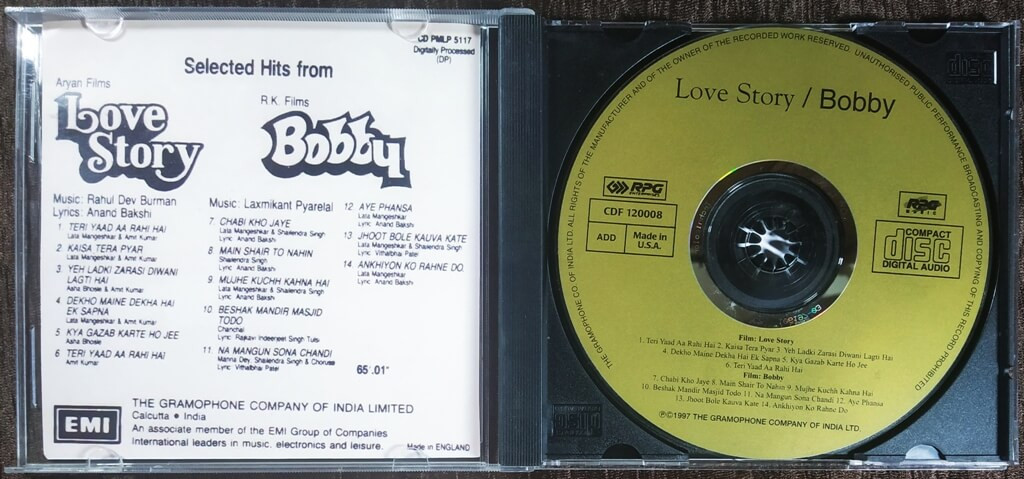 CD PMLP 5117
Digitally Processed
(DP)
Selected Hits from
Aryan Films
Love
Story
R.K. Films
Bobby
Music: Rahul Dev Burman
Lyrics: Anand Bakshi
1 TERI YAAD AA RAHI HAI
Lata Mangeshkar & Amit Kumar
2. KAISA TERA PYAR
Lata Mangeshkar & Amit Kumar
3. YEH LADKI ZARASI DIWANI
LAGTI HAI
Asha Bhosle & Amit Kumar
4 DEKHO MAINE DEKHA HAI
EK SAPNA
Lata Mangeshkar & Amit Kumar
5 KYA GAZAB KARTE HO JEE
Asha Bhosle
6 TERI YAAD AA RAHI HAI
Amit Kumar
Music: Laxmikant Pyarelal
7. CHABI KHO JAYE
Lata Mangeshkar & Shailendra Singh
Lyric: Anand Bakshi
8 MAIN SHAIR TO NAHIN
Shailendra Singh
Lyric: Anand Bakshi
9 MUJHE KUCHH KAHNA HAI
Lata Mangeshkar & Shailendra Singh
Lyric: Anand Bakshi
10 BESHAK MANDIR MASJID
TODO
Chanchal
Lyric: Inderjeet Singh Tulsi
11 NA MANGUN SONA CHANDI
Manna Dey, Shailendra Singh & Chorus
Lyric: Vithalbhai Patel
12 AYE PHANSA
Lata Mangeshkar
Lyric: Anand Bakshi
13 JHOOT BOLE KAUVA KATE
Lata Mangeshkar & Shailendra Singh
Lyric: Vithalbhai Patel
14 ANKHIYON KO RAHNE DO.
Lata Mangeshkar
Lyric: Anand Bakshi
65'.01"
EMI
THE GRAMOPHONE COMPANY OF INDIA LIMITED
Calcutta • India
An associate member of the EMI Group of Companies
International leaders in music, electronics and leisure.
Made in ENGLAND
THE GRAMOPHONE CO. OF INDIA LTD. ALL RIGHTS OF THE MANUFACTURER AND OF THE OWNER OF THE RECORDED WORK RESERVED. UNAUTHORISED PUBLIC PERFORMANCE BROADCASTING AND COPYING OF THIS RECORD PROHIBITED
Love Story / Bobby
RPG
ENTERPRISES
CDF 120008
ADD
Made in
U.S.A.
RPG
MUSIC
COMPACT
disc
DIGITAL AUDIO
Film: Love Story
1. Teri Yaad Aa Rahi Hai 2. Kaisa Tera Pyar 3. Yeh Ladki Zarasi Diwani Lagti Hai
4. Dekho Maine Dekha Hai Ek Sapna 5. Kya Gazab Karte Ho Jee
6. Teri Yaad Aa Rahi Hai
Film: Bobby
7. Chabi Kho Jaye 8. Main Shair To Nahin 9. Mujhe Kuchh Kahna Hai
10. Beshak Mandir Masjid Todo 11. Na Mangun Sona Chandi 12. Aye Phansa
13. Jhoot Bole Kauva Kate 14. Ankhiyon Ko Rahne Do
℗©1997 THE GRAMOPHONE COMPANY OF INDIA LTD.